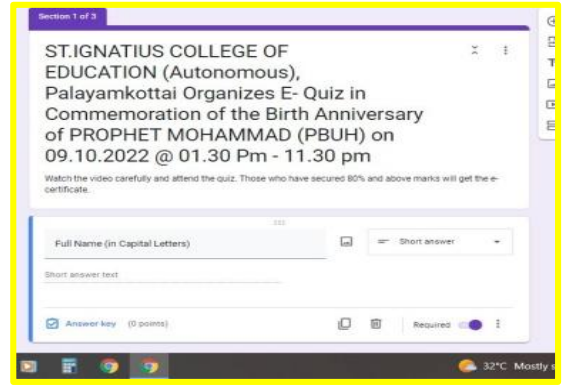 Section 1 of 3
ST.IGNATIUS COLLEGE OF
EDUCATION (Autonomous),
Palayamkottai Organizes E- Quiz in
Commemoration of the Birth Anniversary
of PROPHET MOHAMMAD (PBUH) on
09.10.2022 @ 01.30 Pm - 11.30 pm
Watch the video carefully and attend the quiz. Those who have secured 80% and above marks will get the e-
certificate.
Full Name (in Capital Letters)
Short answer
Short answer text
Answer key (0 points)
Required
32°C Mostly s